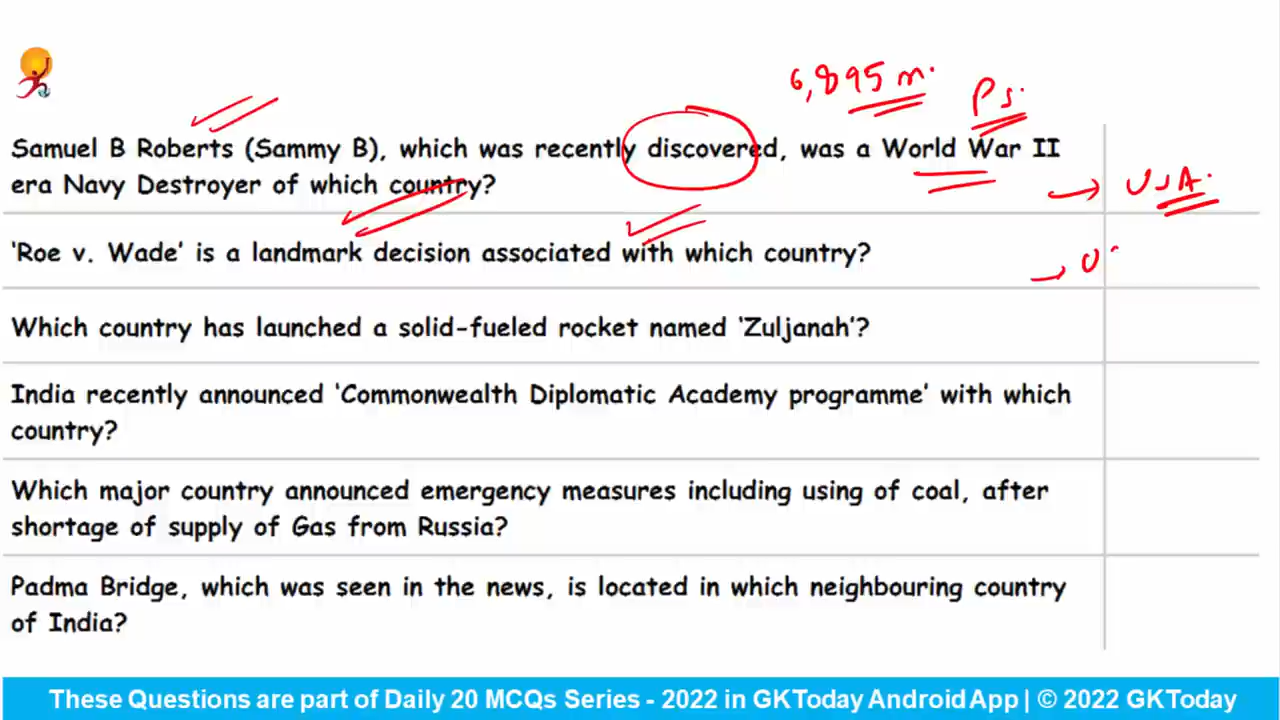 6,895 m.
Ps.
Samuel B Roberts (Sammy B), which was recently discovered, was a World War II
era Navy Destroyer of which country?
→ USA.
'Roe v. Wade' is a landmark decision associated with which country?
→ U
Which country has launched a solid-fueled rocket named 'Zuljanah'?
India recently announced 'Commonwealth Diplomatic Academy programme' with which
country?
Which major country announced emergency measures including using of coal, after
shortage of supply of Gas from Russia?
Padma Bridge, which was seen in the news, is located in which neighbouring country
of India?
These Questions are part of Daily 20 MCQs Series - 2022 in GKToday Android App | © 2022 GKToday